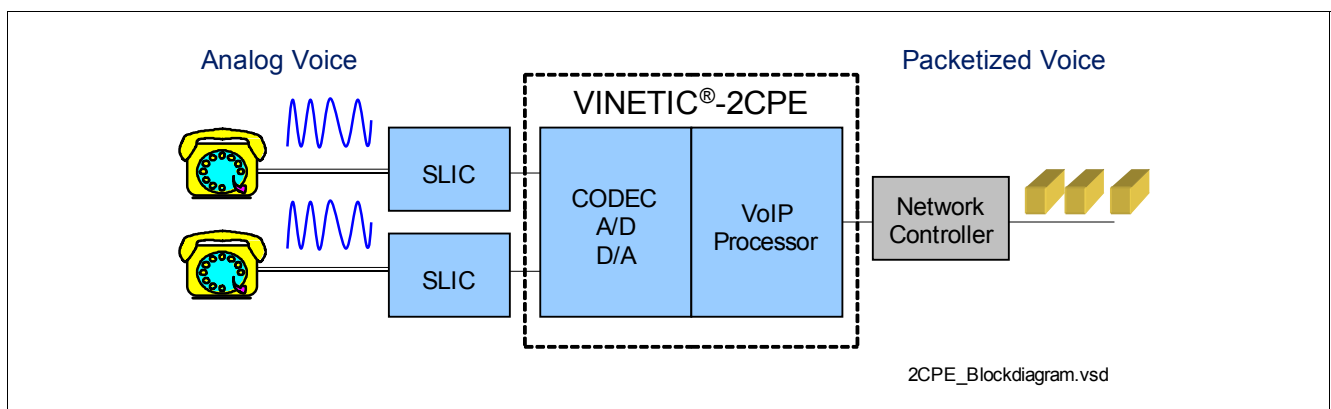 Analog Voice
Packetized Voice
VINETIC®-2CPE
SLIC
SLIC
CODEC
A/D
D/A
VoIP
Processor
Network
Controller
2CPE_Blockdiagram.vsd